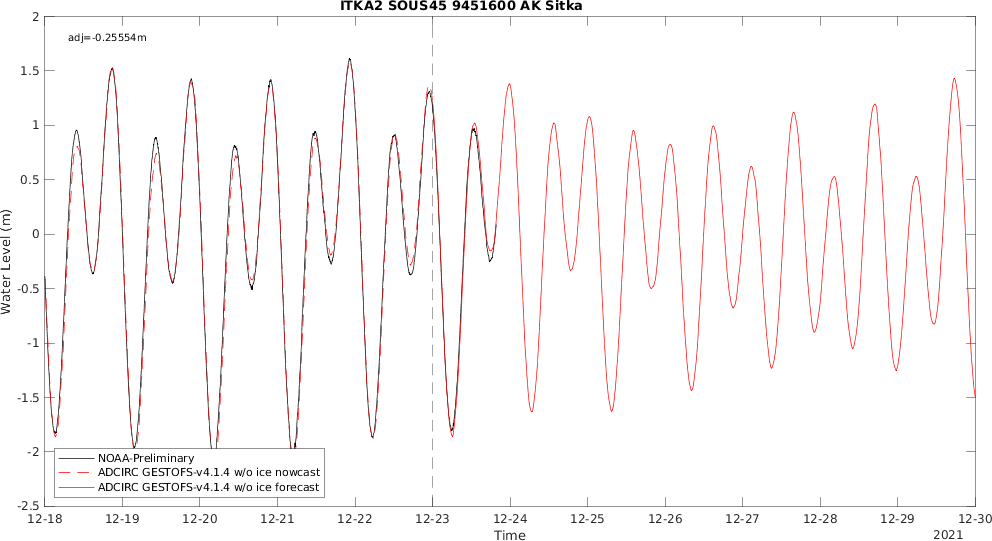 ITKA2 SOUS45 9451600 AK Sitka
adj=-0.25554m
2
1.5
1
0.5
0
-0.5
-1
-1.5
-2
-2.5
Water Level (m)
NOAA-Preliminary
ADCIRC GESTOFS-v4.1.4 w/o ice nowcast
ADCIRC GESTOFS-v4.1.4 w/o ice forecast
12-18 12-19 12-20 12-21 12-22 12-23 12-24 12-25 12-26 12-27 12-28 12-29 12-30
Time
2021